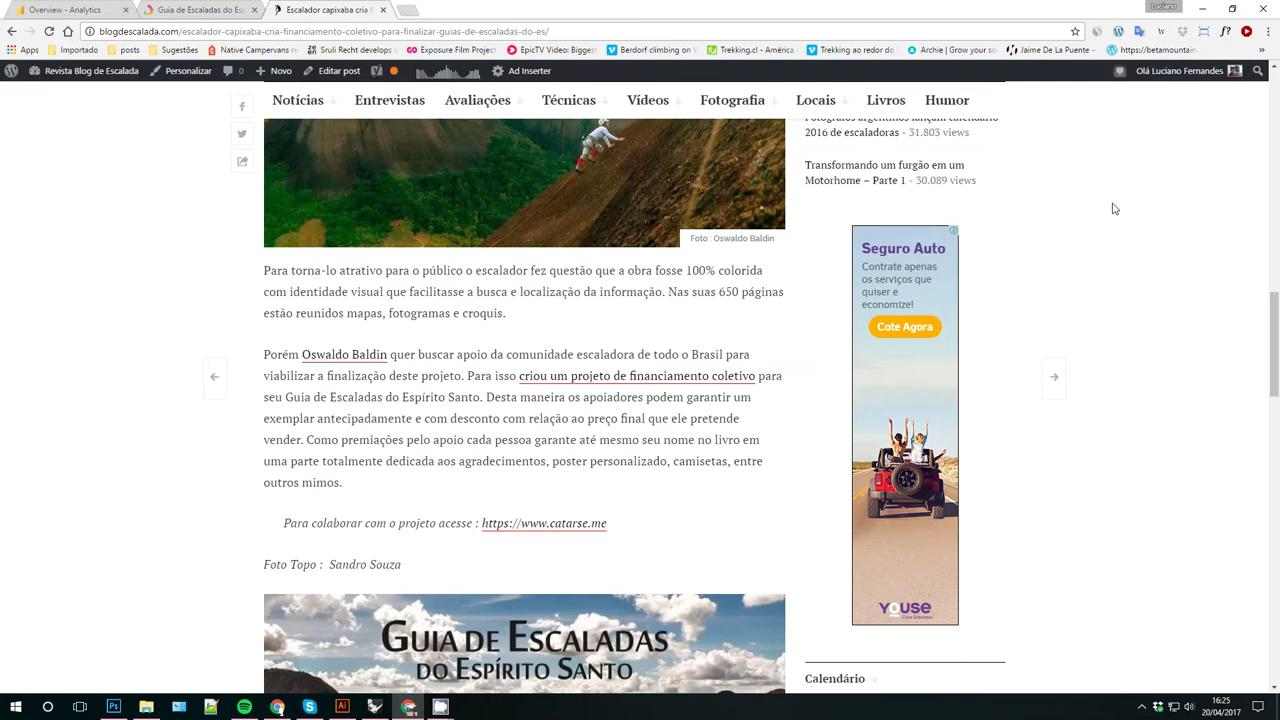 Overview - Analytics
Guia de Escaladas do Es
Escalador capixaba cria fi
Luciano
blogdescalada.com/escalador-capixaba-cria-financiamento-coletivo-para-finalizar-guias-de-escaladas-do-es/
Apps
Importado
posts
Sugestões
Native Campervans r
Sruli Recht develops v
Exposure Film Project
EpicTV Video: Bigges
Berdorf climbing on V
Trekking.cl - América
Trekking ao redor do
Archie | Grow your so
Jaime De La Puente -
https://betamountain.
Revista Blog de Escalada
Personalizar
0
Novo
Editar post
Ad Inserter
Olá Luciano Fernandes
Notícias
Entrevistas
Avaliações
Técnicas
Vídeos
Fotografia
Locais
Livros
Humor
Fotógrafos argentinos lançam calendário
2016 de escaladoras - 31.803 views
Transformando um furgão em um
Motorhome – Parte 1 - 30.089 views
Foto : Oswaldo Baldin
Para torna-lo atrativo para o público o escalador fez questão que a obra fosse 100% colorida
com identidade visual que facilitasse a busca e localização da informação. Nas suas 650 páginas
estão reunidos mapas, fotogramas e croquis.
Porém Oswaldo Baldin quer buscar apoio da comunidade escaladora de todo o Brasil para
viabilizar a finalização deste projeto. Para isso criou um projeto de financiamento coletivo para
seu Guia de Escaladas do Espírito Santo. Desta maneira os apoiadores podem garantir um
exemplar antecipadamente e com desconto com relação ao preço final que ele pretende
vender. Como premiações pelo apoio cada pessoa garante até mesmo seu nome no livro em
uma parte totalmente dedicada aos agradecimentos, poster personalizado, camisetas, entre
outros mimos.
Para colaborar com o projeto acesse : https://www.catarse.me
Foto Topo : Sandro Souza
GUIA DE ESCALADAS
DO ESPÍRITO SANTO
Seguro Auto
Contrate apenas
os serviços que
quiser e
economize!
Cote Agora
YOUSE
Calendário
16:25
20/04/2017